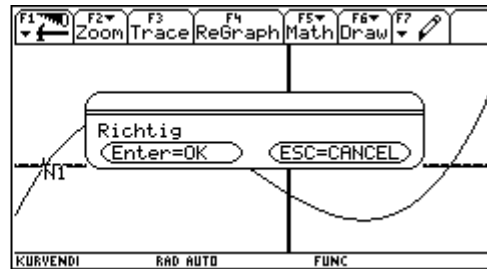 F1 F2 Zoom F3 Trace F4 ReGraph F5 Math F6 Draw F7
Richtig
Enter=OK ESC=CANCEL
N1
KURVENDI RAD AUTO FUNC